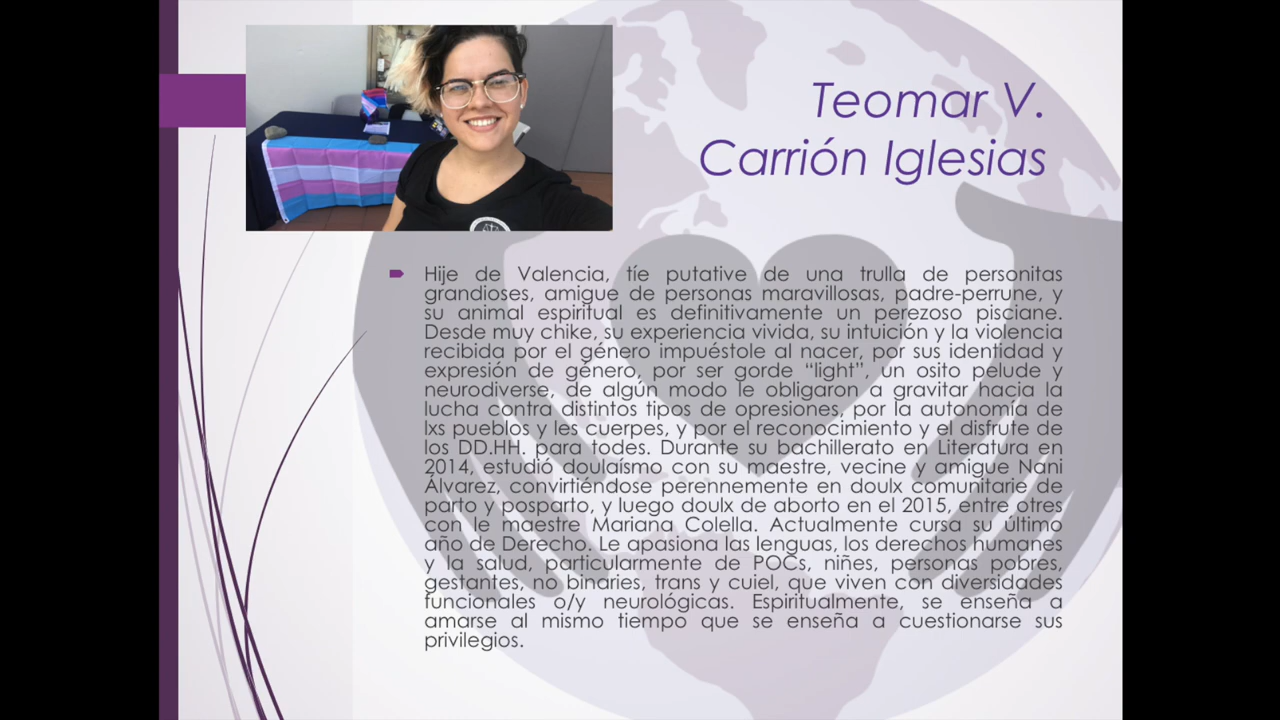 Teomar V.
Carrión Iglesias
Hije de Valencia, tíe putative de una trulla de personitas
grandioses, amigue de personas maravillosas, padre-perrune, y
su animal espiritual es definitivamente un perezoso pisciane.
Desde muy chike, su experiencia vivida, su intuición y la violencia
recibida por el género impuéstole al nacer, por sus identidad y
expresión de género, por ser gorde “light”, un osito pelude y
neurodiverse, de algún modo le obligaron a gravitar hacia la
lucha contra distintos tipos de opresiones, por la autonomía de
lxs pueblos y les cuerpes, y por el reconocimiento y el disfrute de
los DD.HH. para todes. Durante su bachillerato en Literatura en
2014, estudió doulaísmo con su maestre, vecine y amigue Nani
Álvarez, convirtiéndose perennemente en doulx comunitarie de
parto y posparto, y luego doulx de aborto en el 2015, entre otres
con le maestre Mariana Colella. Actualmente cursa su último
año de Derecho. Le apasiona las lenguas, los derechos humanes
y la salud, particularmente de POCs, niñes, personas pobres,
gestantes, no binaries, trans y cuiel, que viven con diversidades
funcionales o/y neurológicas. Espiritualmente, se enseña a
amarse al mismo tiempo que se enseña a cuestionarse sus
privilegios.